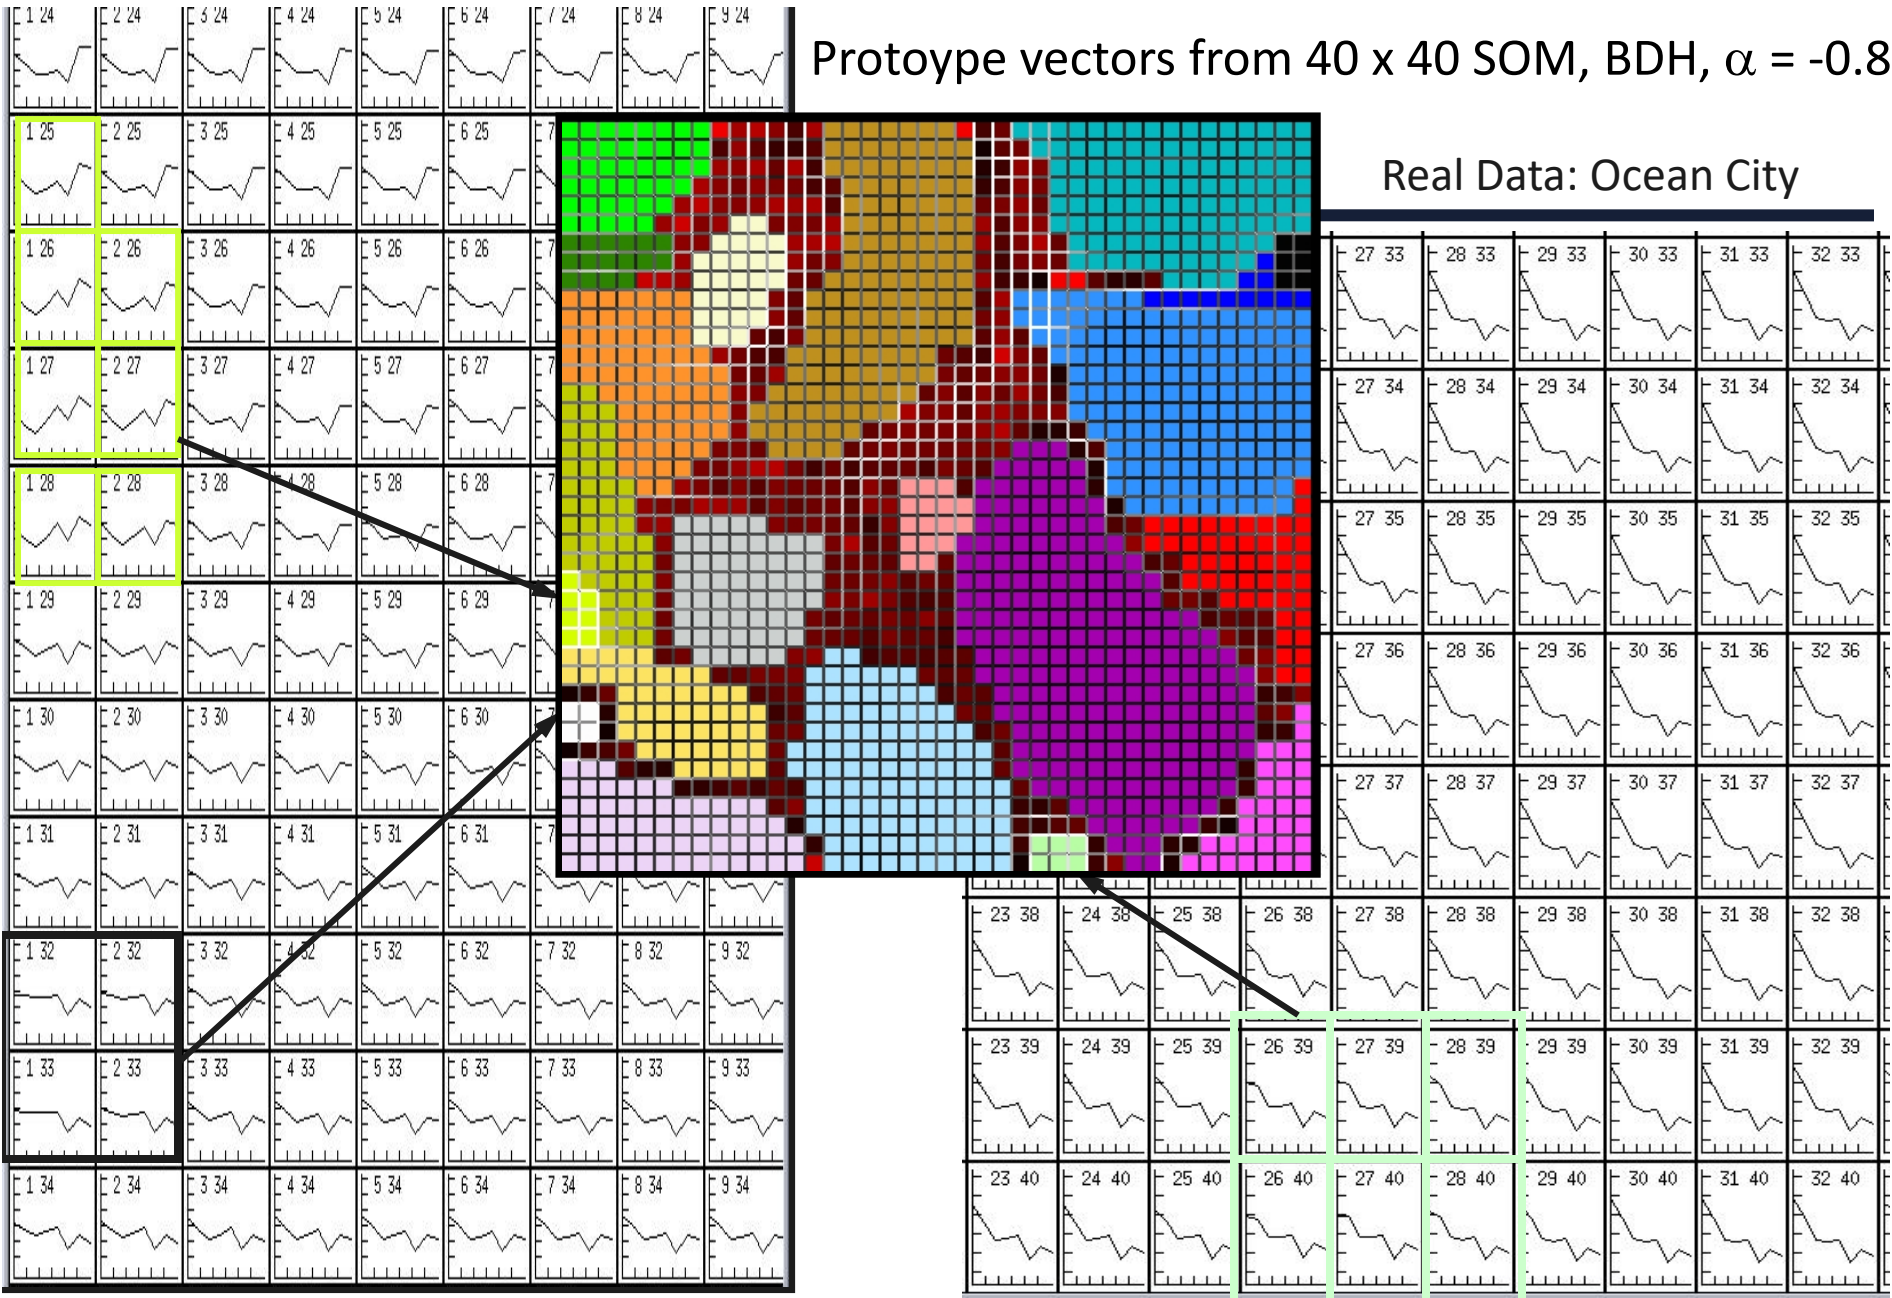 Protoype vectors from 40 x 40 SOM, BDH, α = -0.8
Real Data: Ocean City
1 24 2 24 3 24 4 24 5 24 6 24 7 24 8 24 9 24
1 25 2 25 3 25 4 25 5 25 6 25 7
1 26 2 26 3 26 4 26 5 26 6 26 7
1 27 2 27 3 27 4 27 5 27 6 27 7
1 28 2 28 3 28 4 28 5 28 6 28 7
1 29 2 29 3 29 4 29 5 29 6 29 7
1 30 2 30 3 30 4 30 5 30 6 30
1 31 2 31 3 31 4 31 5 31 6 31 7
1 32 2 32 3 32 4 32 5 32 6 32 7 32 8 32 9 32
1 33 2 33 3 33 4 33 5 33 6 33 7 33 8 33 9 33
1 34 2 34 3 34 4 34 5 34 6 34 7 34 8 34 9 34
27 33 28 33 29 33 30 33 31 33 32 33
27 34 28 34 29 34 30 34 31 34 32 34
27 35 28 35 29 35 30 35 31 35 32 35
27 36 28 36 29 36 30 36 31 36 32 36
27 37 28 37 29 37 30 37 31 37 32 37
23 38 24 38 25 38 26 38 27 38 28 38 29 38 30 38 31 38 32 38
23 39 24 39 25 39 26 39 27 39 28 39 29 39 30 39 31 39 32 39
23 40 24 40 25 40 26 40 27 40 28 40 29 40 30 40 31 40 32 40